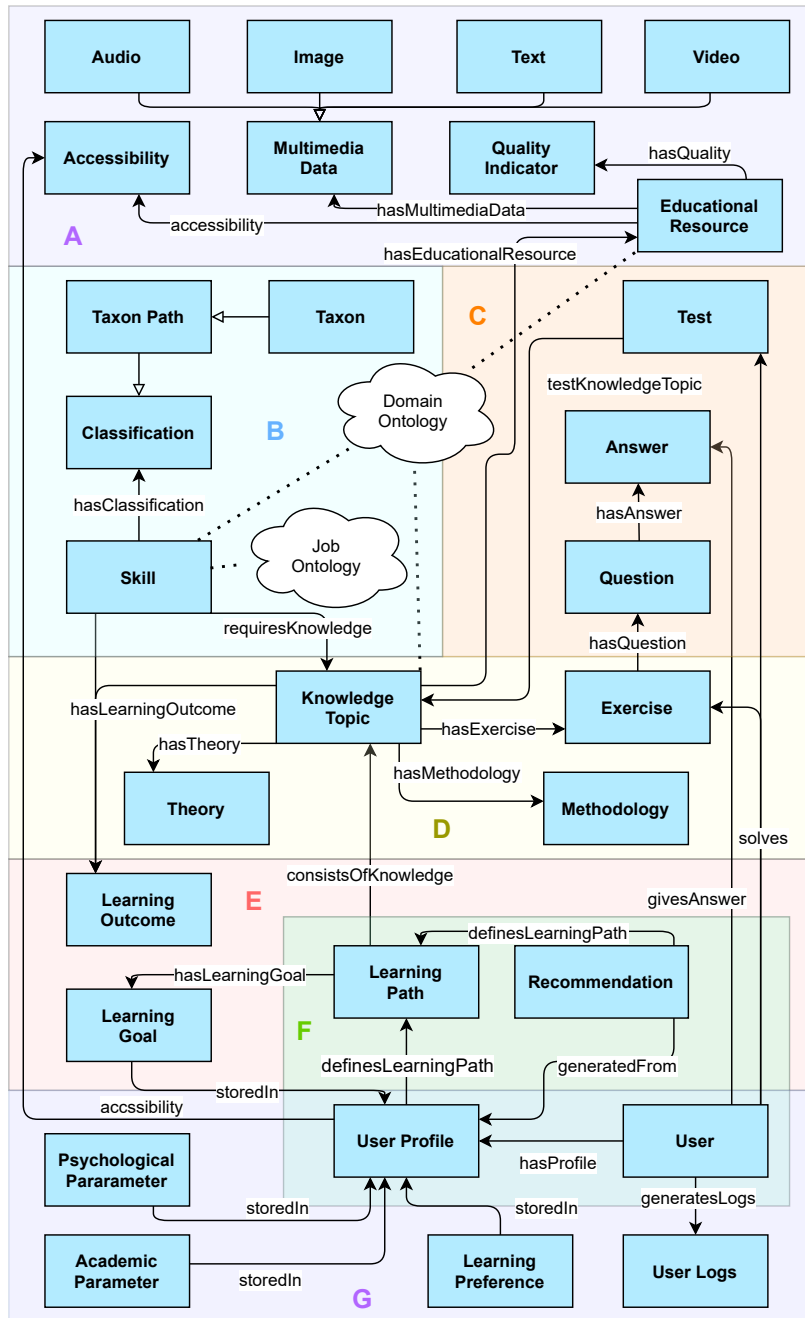 Audio
Image
Text
Video
Accessibility
Multimedia
Data
Quality
Indicator
hasQuality
Educational
Resource
hasMultimediaData
accessibility
A
hasEducationalResource
Taxon Path
Taxon
C
Test
Domain
Ontology
testKnowledgeTopic
Classification
B
Answer
hasClassification
hasAnswer
Job
Ontology
Skill
Question
requiresKnowledge
hasQuestion
hasLearningOutcome
Knowledge
Topic
hasExercise
Exercise
hasTheory
hasMethodology
Theory
D
Methodology
solves
consistsOfKnowledge
Learning
Outcome
E
givesAnswer
definesLearningPath
hasLearningGoal
Learning
Path
Recommendation
Learning
Goal
F
definesLearningPath
generatedFrom
storedIn
accssibility
User Profile
User
hasProfile
Psychological
Pararameter
generatesLogs
storedIn
storedIn
Academic
Parameter
storedIn
Learning
Preference
User Logs
G